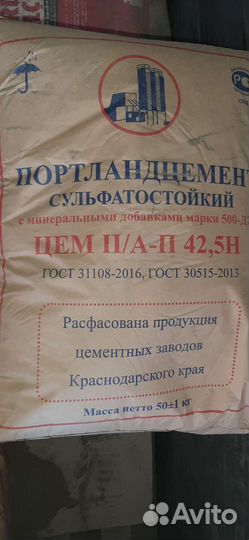 ПОРТЛАНДЦЕМЕНТ
СУЛЬФАТОСТОЙКИЙ
с минеральными добавками марки 500-Д
ЦЕМ II/А-П 42,5Н
ГОСТ 31108-2016, ГОСТ 30515-2013
Расфасована продукция
цементных заводов
Краснодарского края
Масса нетто 50±1 кг
Avito